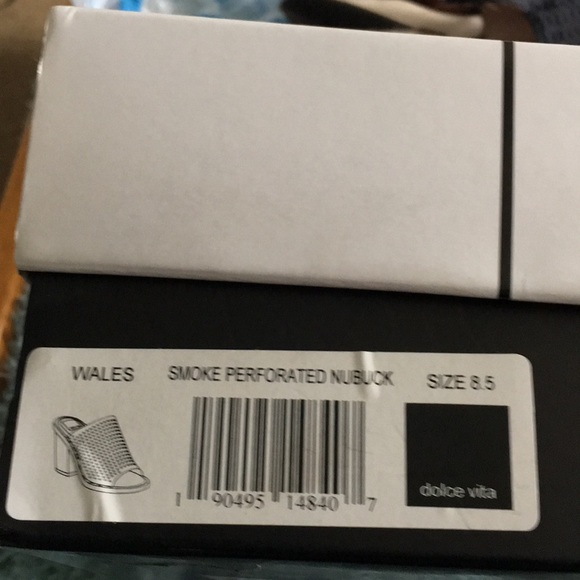 WALES SMOKE PERFORATED NUBUCK SIZE 8.5
dolce vita
1 90495 14840 7